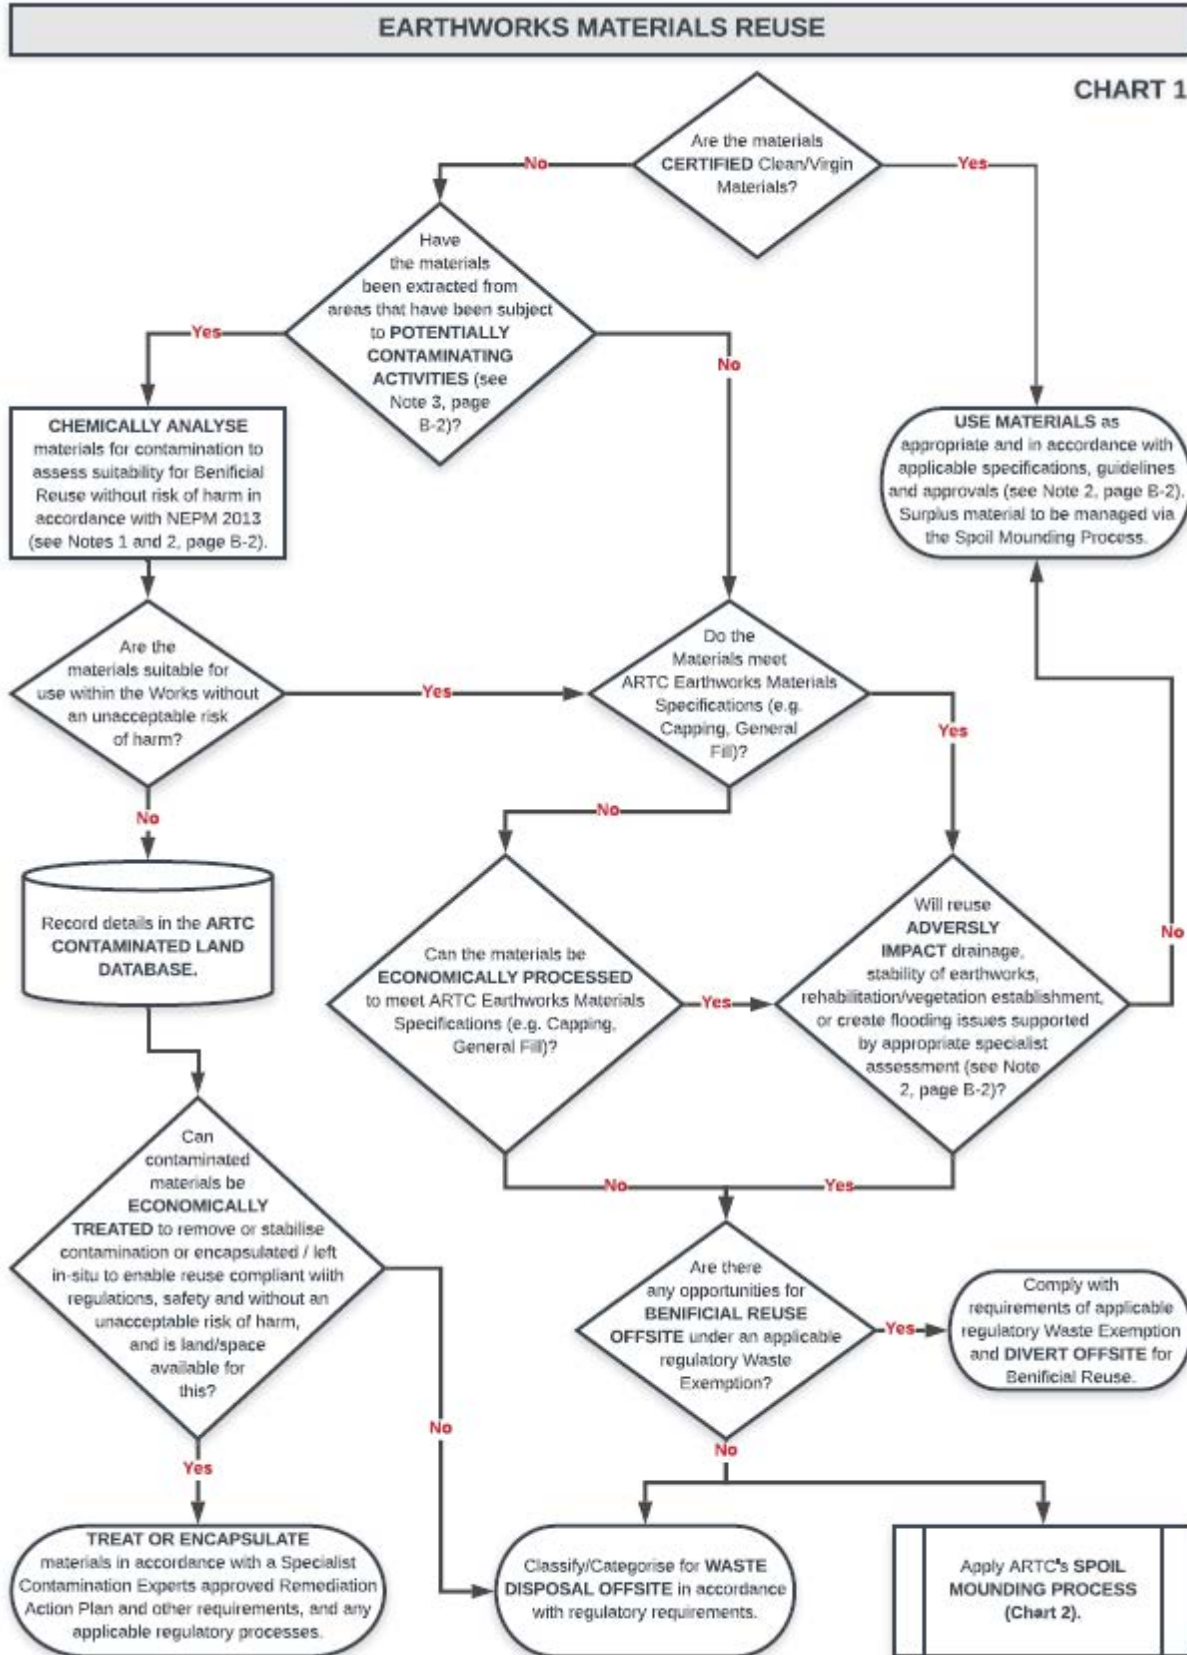 EARTHWORKS MATERIALS REUSE
CHART 1
Are the materials
CERTIFIED Clean/Virgin
Materials?
No
Yes
Have
the materials
been extracted from
areas that have been subject
to POTENTIALLY
CONTAMINATING
ACTIVITIES (see
Note 3, page
B-2)?
Yes
No
CHEMICALLY ANALYSE
materials for contamination to
assess suitability for Benificial
Reuse without risk of harm in
accordance with NEPM 2013
(see Notes 1 and 2, page B-2).
USE MATERIALS as
appropriate and in accordance with
applicable specifications, guidelines
and approvals (see Note 2, page B-2).
Surplus material to be managed via
the Spoil Mounding Process.
Are the
materials suitable for
use within the Works without
an unacceptable risk
of harm?
Yes
Do the
Materials meet
ARTC Earthworks Materials
Specifications (e.g.
Capping, General
Fill)?
Yes
No
No
Record details in the ARTC
CONTAMINATED LAND
DATABASE.
Can the materials be
ECONOMICALLY PROCESSED
to meet ARTC Earthworks Materials
Specifications (e.g. Capping,
General Fill)?
Yes
Will reuse
ADVERSLY
IMPACT drainage,
stability of earthworks,
rehabilitation/vegetation establishment,
or create flooding issues supported
by appropriate specialist
assessment (see Note
2, page B-2)?
No
No
Yes
Can
contaminated
materials be
ECONOMICALLY
TREATED to remove or stabilise
contamination or encapsulated / left
in-situ to enable reuse compliant wiith
regulations, safety and without an
unacceptable risk of harm,
and is land/space
available for
this?
Are there
any opportunities for
BENIFICIAL REUSE
OFFSITE under an applicable
regulatory Waste
Exemption?
Yes
Comply with
requirements of applicable
regulatory Waste Exemption
and DIVERT OFFSITE for
Benificial Reuse.
No
Yes
No
TREAT OR ENCAPSULATE
materials in accordance with a Specialist
Contamination Experts approved Remediation
Action Plan and other requirements, and any
applicable regulatory processes.
Classify/Categorise for WASTE
DISPOSAL OFFSITE in accordance
with regulatory requirements.
Apply ARTC's SPOIL
MOUNDING PROCESS
(Chart 2).